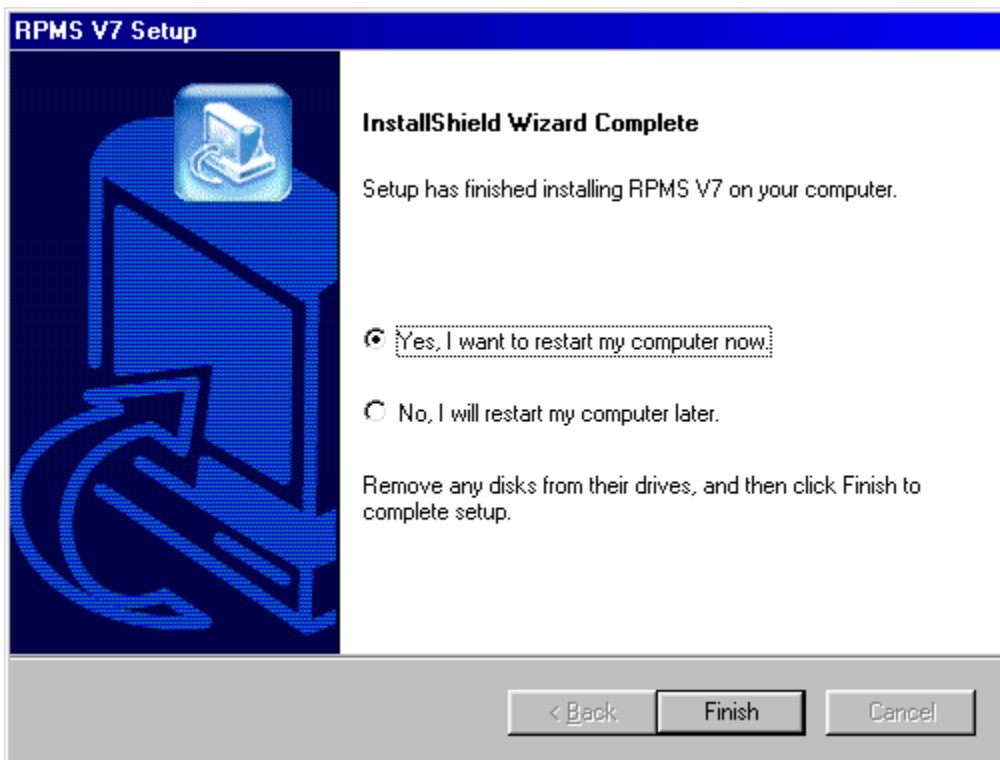 RPMS V7 Setup
InstallShield Wizard Complete
Setup has finished installing RPMS V7 on your computer.
Yes, I want to restart my computer now.
No, I will restart my computer later.
Remove any disks from their drives, and then click Finish to
complete setup.
< Back
Finish
Cancel